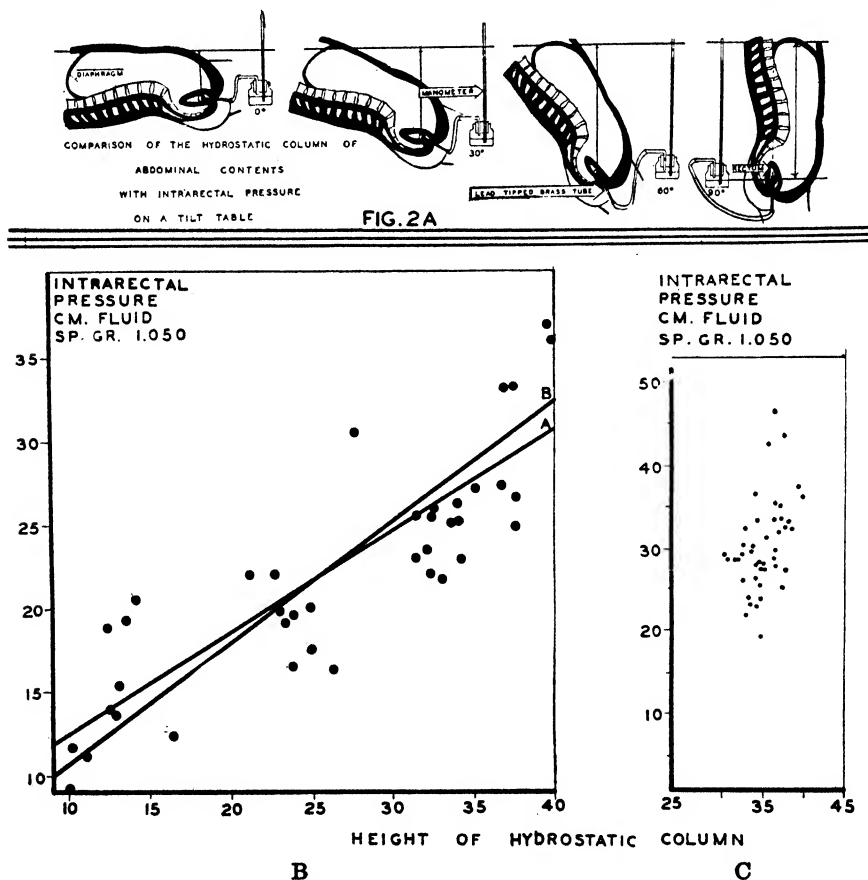 DIAPHRAGM
0°
MANOMETER
30°
LEAD TIPPED BRASS TUBE
60°
90°
RECTUM
COMPARISON OF THE HYDROSTATIC COLUMN OF
ABDOMINAL CONTENTS
WITH INTRARECTAL PRESSURE
ON A TILT TABLE
FIG. 2A
INTRARECTAL
PRESSURE
CM. FLUID
SP. GR. 1.050
35
30
25
20
15
10
B
A
10
15
20
25
30
35
40
INTRARECTAL
PRESSURE
CM. FLUID
SP. GR. 1.050
50
40
30
20
10
25
35
45
HEIGHT OF HYDROSTATIC COLUMN
B
C